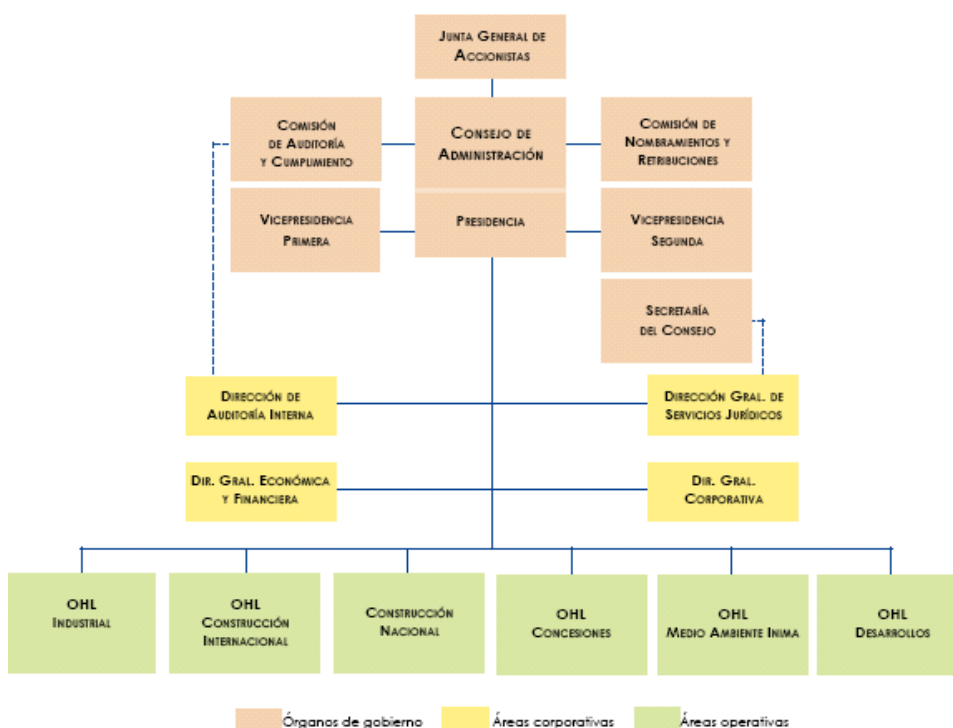 Junta General de
Accionistas
Comisión
de Auditoría
y Cumplimiento
Consejo de
Administración
Comisión de
Nombramientos y
Retribuciones
Vicepresidencia
Primera
Presidencia
Vicepresidencia
Segunda
Secretaría
del Consejo
Dirección de
Auditoría Interna
Dirección Gral. de
Servicios Jurídicos
Dir. Gral. Económica
y Financiera
Dir. Gral.
Corporativa
OHL
Industrial
OHL
Construcción
Internacional
Construcción
Nacional
OHL
Concesiones
OHL
Medio Ambiente Inima
OHL
Desarrollos
Órganos de gobierno
Áreas corporativas
Áreas operativas